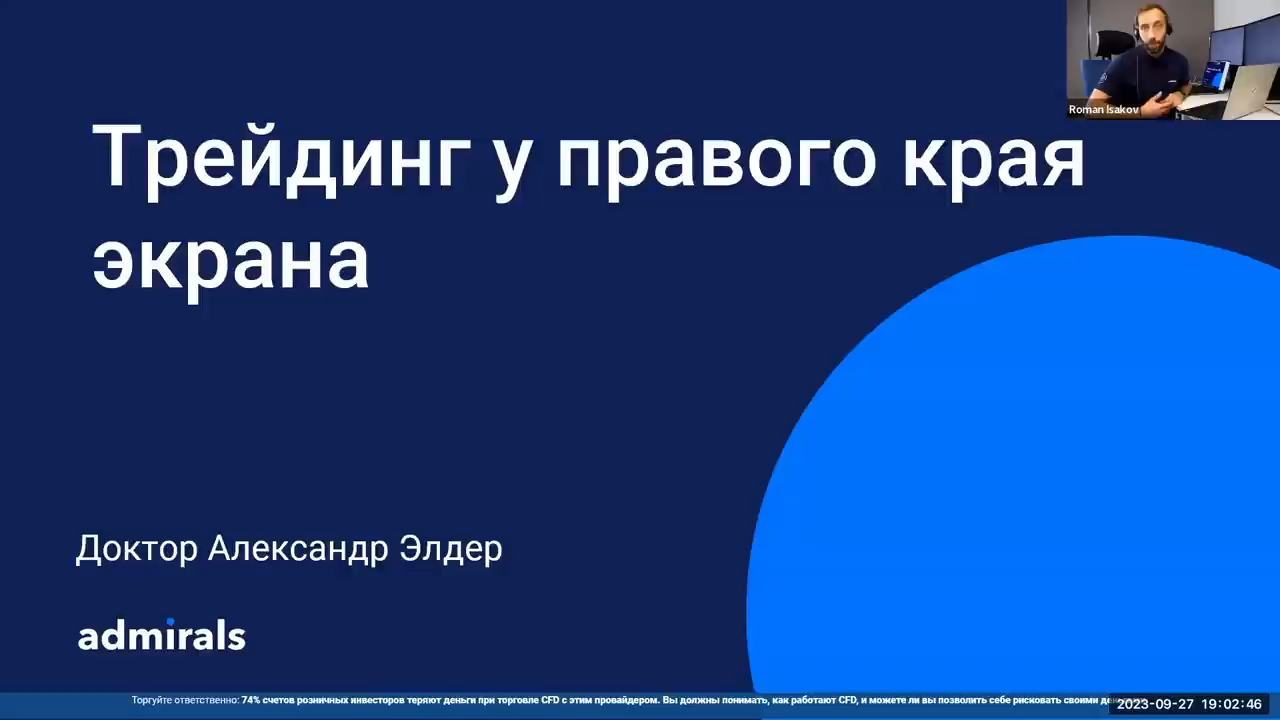 Roman Isakov
Трейдинг у правого края
экрана
Доктор Александр Элдер
admirals
Торгуйте ответственно: 74% счетов розничных инвесторов теряют деньги при торговле CFD с этим провайдером. Вы должны понимать, как работают CFD, и можете ли вы позволить себе рисковать своими
2023-09-27 19:02:46